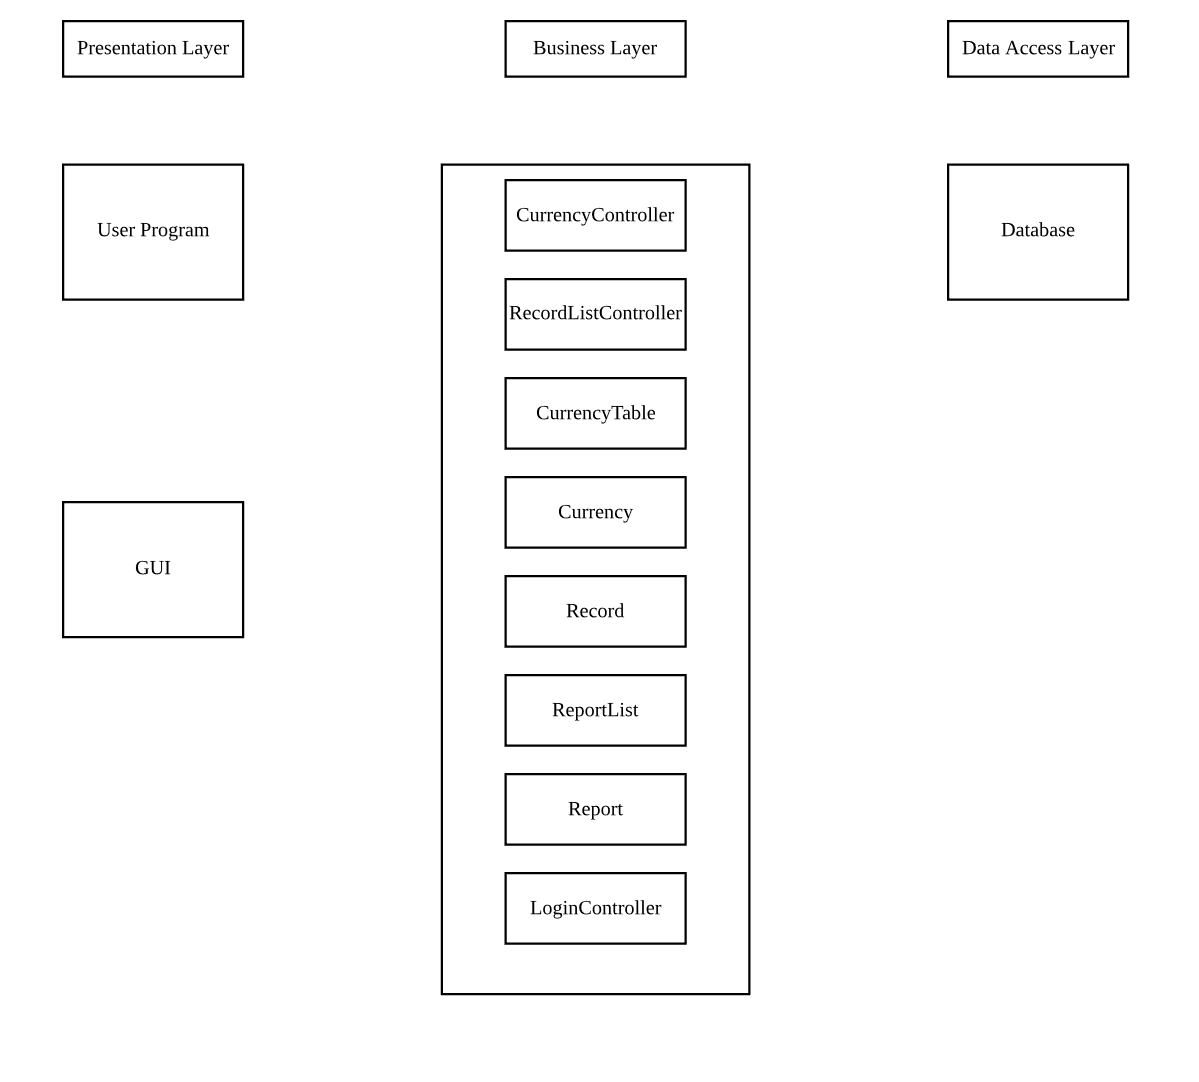 Presentation Layer
Business Layer
Data Access Layer
User Program
GUI
CurrencyController
RecordListController
CurrencyTable
Currency
Record
ReportList
Report
LoginController
Database